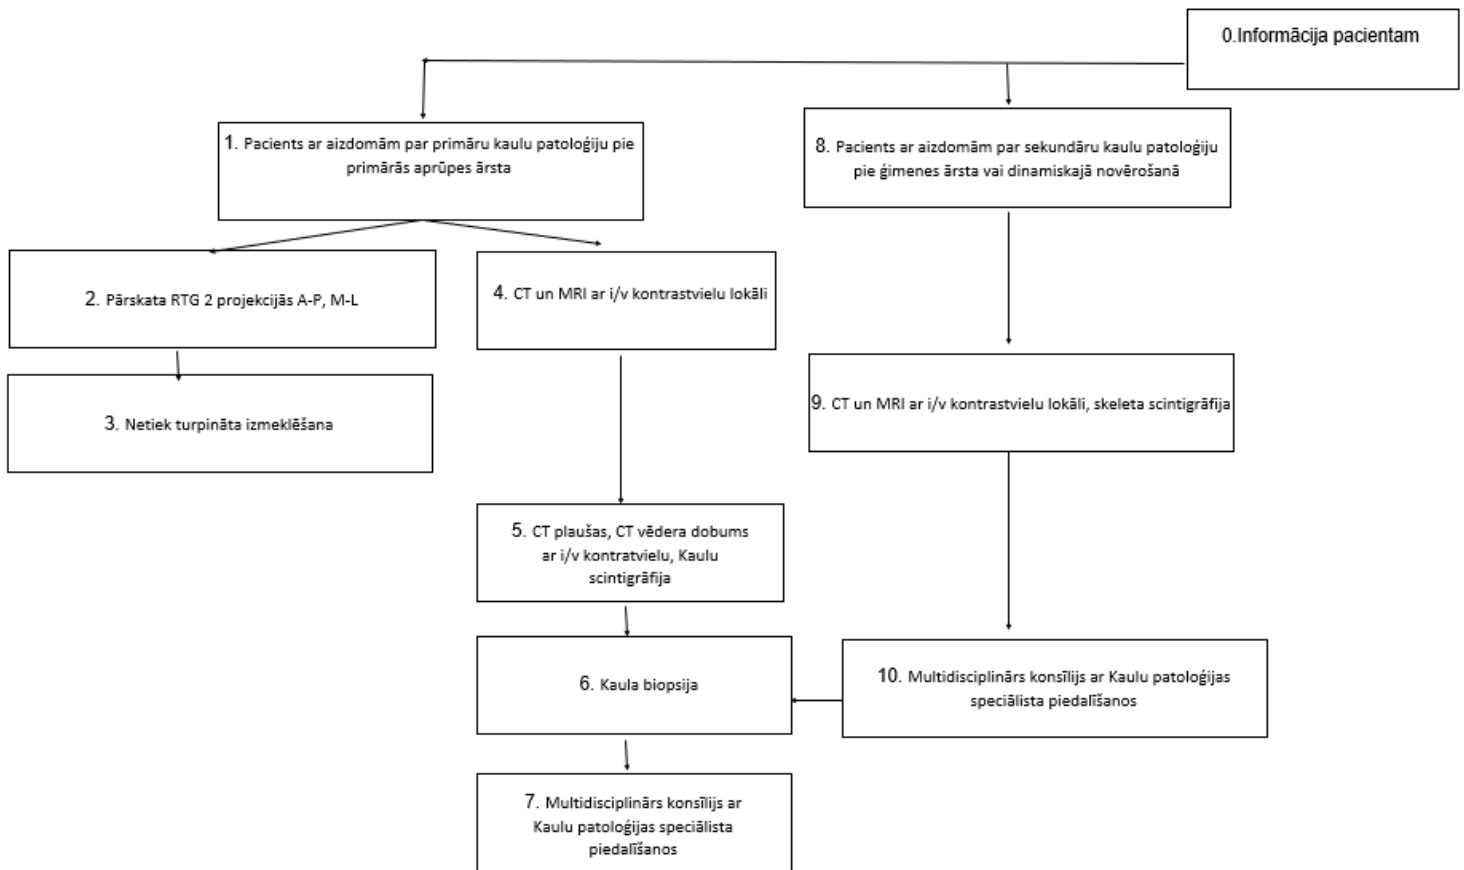 0.Informācija pacientam
1. Pacients ar aizdomām par primāru kaulu patoloģiju pie
primārās aprūpes ārsta
8. Pacients ar aizdomām par sekundāru kaulu patoloģiju
pie ģimenes ārsta vai dinamiskajā novērošanā
2. Pārskata RTG 2 projekcijās A-P, M-L
4. CT un MRI ar i/v kontrastvielu lokāli
3. Netiek turpināta izmeklēšana
9. CT un MRI ar i/v kontrastvielu lokāli, skeleta scintigrāfija
5. CT plaušas, CT vēdera dobums
ar i/v kontratvielu, Kaulu
scintigrāfija
6. Kaula biopsija
10. Multidisciplinārs konsīlijs ar Kaulu patoloģijas
speciālista piedalīšanos
7. Multidisciplinārs konsīlijs ar
Kaulu patoloģijas speciālista
piedalīšanos